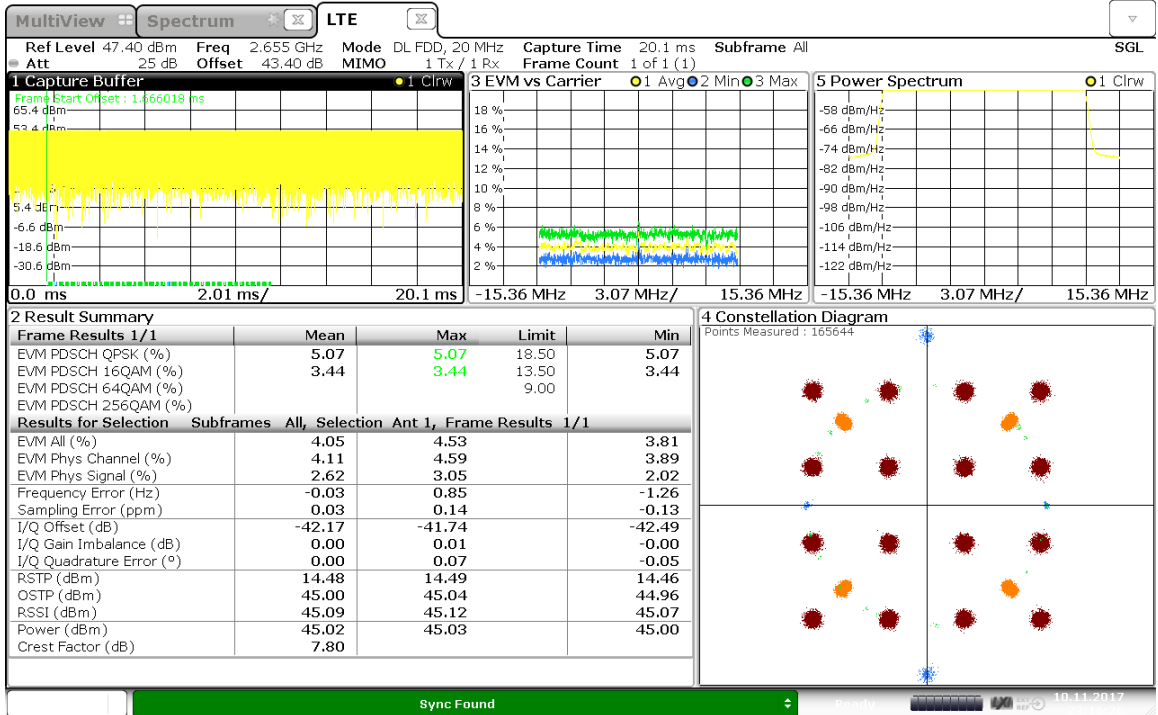 MultiView Spectrum LTE
Ref Level 47.40 dBm Freq 2.655 GHz Mode DL FDD, 20 MHz Capture Time 20.1 ms Subframe All SGL
Att 25 dB Offset 43.40 dB MIMO 1 Tx / 1 Rx Frame Count 1 of 1 (1)
1 Capture Buffer 1 Clrw
Frame Start Offset : 1.666018 ms
65.4 dBm
53.4 dBm
5.4 dBm
-6.6 dBm
-18.6 dBm
-30.6 dBm
0.0 ms 2.01 ms/ 20.1 ms
3 EVM vs Carrier 1 Avg 2 Min 3 Max
18 %
16 %
14 %
12 %
10 %
8 %
6 %
4 %
2 %
-15.36 MHz 3.07 MHz/ 15.36 MHz
5 Power Spectrum 1 Clrw
-58 dBm/Hz
-66 dBm/Hz
-74 dBm/Hz
-82 dBm/Hz
-90 dBm/Hz
-98 dBm/Hz
-106 dBm/Hz
-114 dBm/Hz
-122 dBm/Hz
-15.36 MHz 3.07 MHz/ 15.36 MHz
2 Result Summary
Frame Results 1/1 Mean Max Limit Min
EVM PDSCH QPSK (%) 5.07 5.07 18.50 5.07
EVM PDSCH 16QAM (%) 3.44 3.44 13.50 3.44
EVM PDSCH 64QAM (%) 9.00
EVM PDSCH 256QAM (%)
Results for Selection Subframes All, Selection Ant 1, Frame Results 1/1
EVM All (%) 4.05 4.53 3.81
EVM Phys Channel (%) 4.11 4.59 3.89
EVM Phys Signal (%) 2.62 3.05 2.02
Frequency Error (Hz) -0.03 0.85 -1.26
Sampling Error (ppm) 0.03 0.14 -0.13
I/Q Offset (dB) -42.17 -41.74 -42.49
I/Q Gain Imbalance (dB) 0.00 0.01 -0.00
I/Q Quadrature Error (°) 0.00 0.07 -0.05
RSTP (dBm) 14.48 14.49 14.46
OSTP (dBm) 45.00 45.04 44.96
RSSI (dBm) 45.09 45.12 45.07
Power (dBm) 45.02 45.03 45.00
Crest Factor (dB) 7.80
4 Constellation Diagram
Points Measured : 165644
Sync Found
Ready
LXI
EXT
REF
10.11.2017